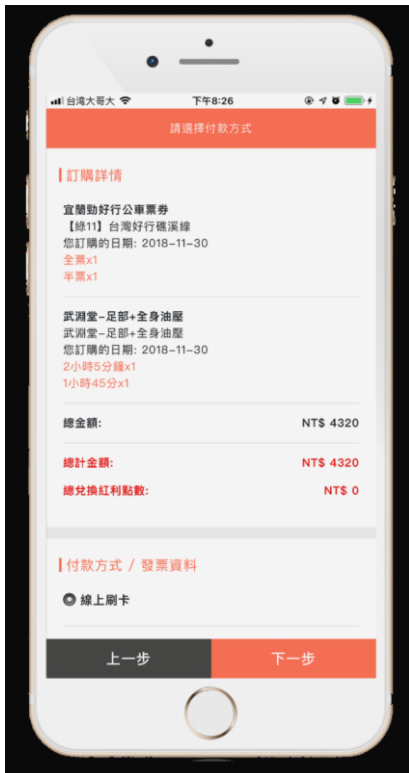 台湾大哥大
下午8:26
請選擇付款方式
訂購詳情
宜蘭勁好行公車票券
【綠11】台灣好行礁溪線
您訂購的日期: 2018-11-30
全票x1
半票x1
武淵堂-足部+全身油壓
武淵堂-足部+全身油壓
您訂購的日期: 2018-11-30
2小時5分鐘x1
1小時45分x1
總金額: NT$ 4320
總計金額: NT$ 4320
總兌換紅利點數: NT$ 0
付款方式 / 發票資料
線上刷卡
上一步 下一步